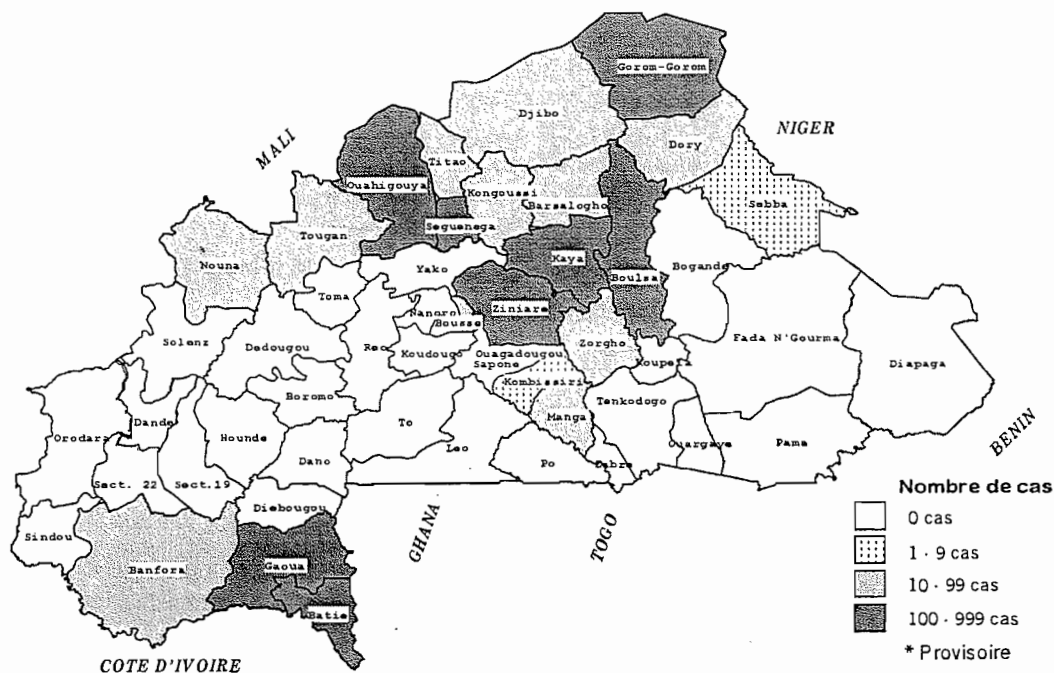 Gorom-Gorom
Djibo
NIGER
MALI
Dory
Titao
Ouahigouya
Kongoussi
Barsalogho
Sebba
Seguenega
Tougan
Nouna
Kaya
Yako
Bogande
Boulsa
Toma
Ziniare
Nanoro
Bousse
Solenz
Dedougou
Reo
Koudougo
Ouagadougou
Zorgho
Fada N'Gourma
Sapone
Koupela
Diapaga
Kombissiri
Boromo
Tenkodogo
Manga
Dande
To
Orodara
Hounde
Leo
Ouargaye
Pama
BENIN
Dano
Po
Zabre
Sect. 22
Sect.19
Diebougou
Sindou
GHANA
TOGO
Banfora
Gaoua
Batie
COTE D'IVOIRE
Nombre de cas
0 cas
1 - 9 cas
10 - 99 cas
100 - 999 cas
* Provisoire